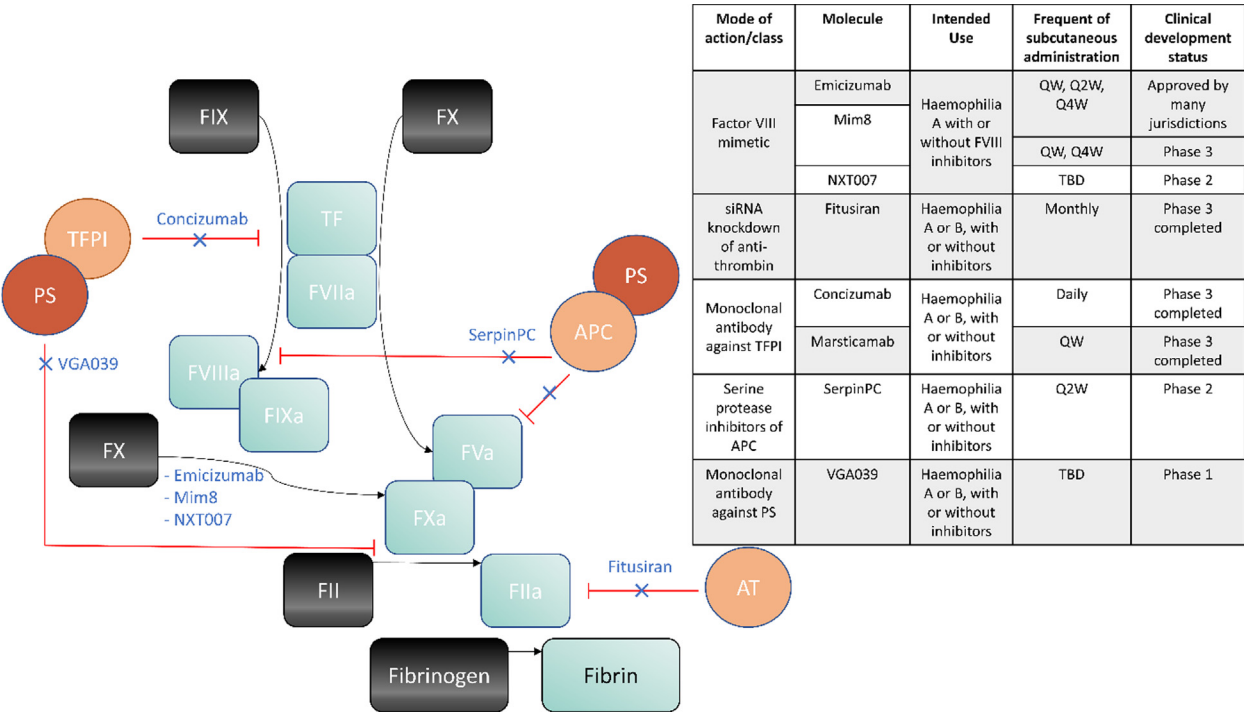 FIX
FX
TF
FVIIa
Concizumab
TFPI
PS
VGA039
PS
APC
SerpinPC
FVIIIa
FIXa
FX
- Emicizumab
- Mim8
- NXT007
FVa
FXa
FII
FIIa
Fitusiran
AT
Fibrinogen
Fibrin
Mode of
action/class
Molecule
Intended
Use
Frequent of
subcutaneous
administration
Clinical
development
status
Factor VIII
mimetic
Emicizumab
Haemophilia
A with or
without FVIII
inhibitors
QW, Q2W,
Q4W
Approved by
many
jurisdictions
Mim8
QW, Q4W
Phase 3
NXT007
TBD
Phase 2
siRNA
knockdown
of anti-
thrombin
Fitusiran
Haemophilia
A or B, with
or without
inhibitors
Monthly
Phase 3
completed
Monoclonal
antibody
against TFPI
Concizumab
Haemophilia
A or B, with
or without
inhibitors
Daily
Phase 3
completed
Marsticamab
QW
Phase 3
completed
Serine
protease
inhibitors of
APC
SerpinPC
Haemophilia
A or B, with
or without
inhibitors
Q2W
Phase 2
Monoclonal
antibody
against PS
VGA039
Haemophilia
A or B, with
or without
inhibitors
TBD
Phase 1